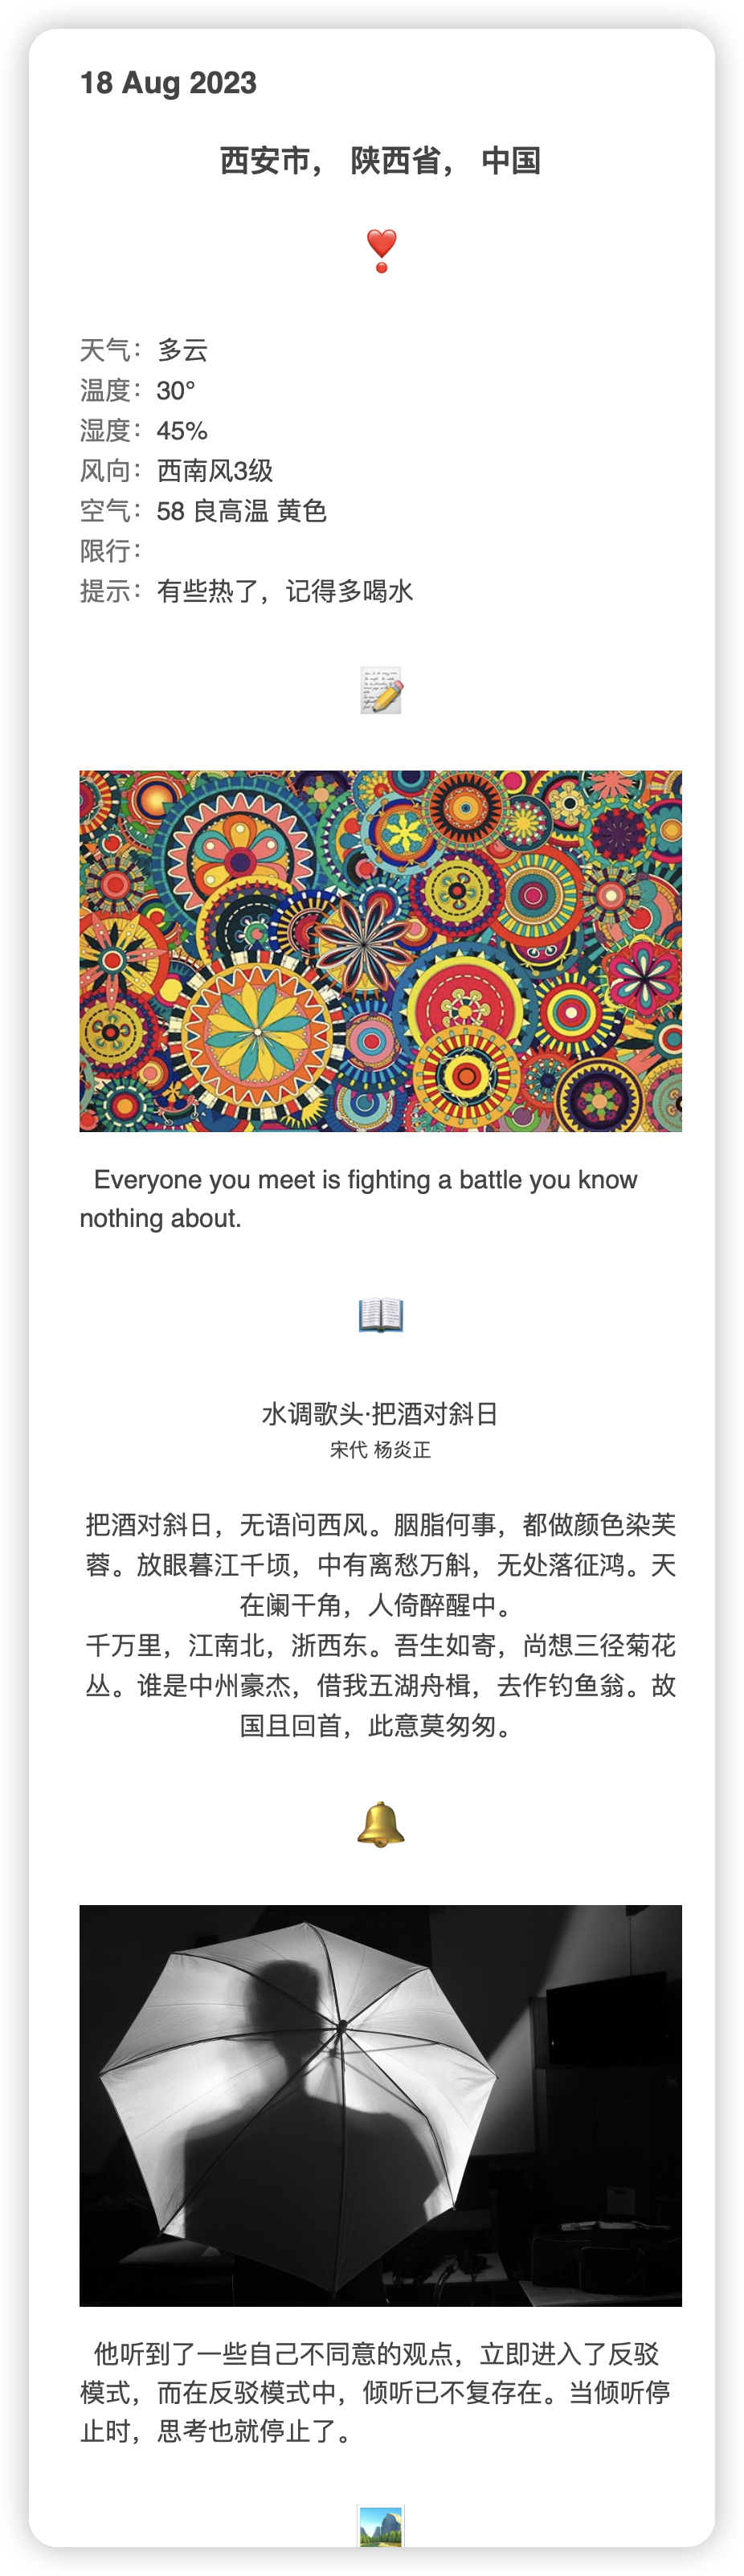 18 Aug 2023
西安市， 陕西省， 中国
天气：多云
温度：30°
湿度：45%
风向：西南风3级
空气：58 良高温 黄色
限行：
提示：有些热了，记得多喝水
Everyone you meet is fighting a battle you know
nothing about.
水调歌头·把酒对斜日
宋代 杨炎正
把酒对斜日，无语问西风。胭脂何事，都做颜色染芙
蓉。放眼暮江千顷，中有离愁万斛，无处落征鸿。天
在阑干角，人倚醉醒中。
千万里，江南北，浙西东。吾生如寄，尚想三径菊花
丛。谁是中州豪杰，借我五湖舟楫，去作钓鱼翁。故
国且回首，此意莫匆匆。
他听到了一些自己不同意的观点，立即进入了反驳
模式，而在反驳模式中，倾听已不复存在。当倾听停
止时，思考也就停止了。